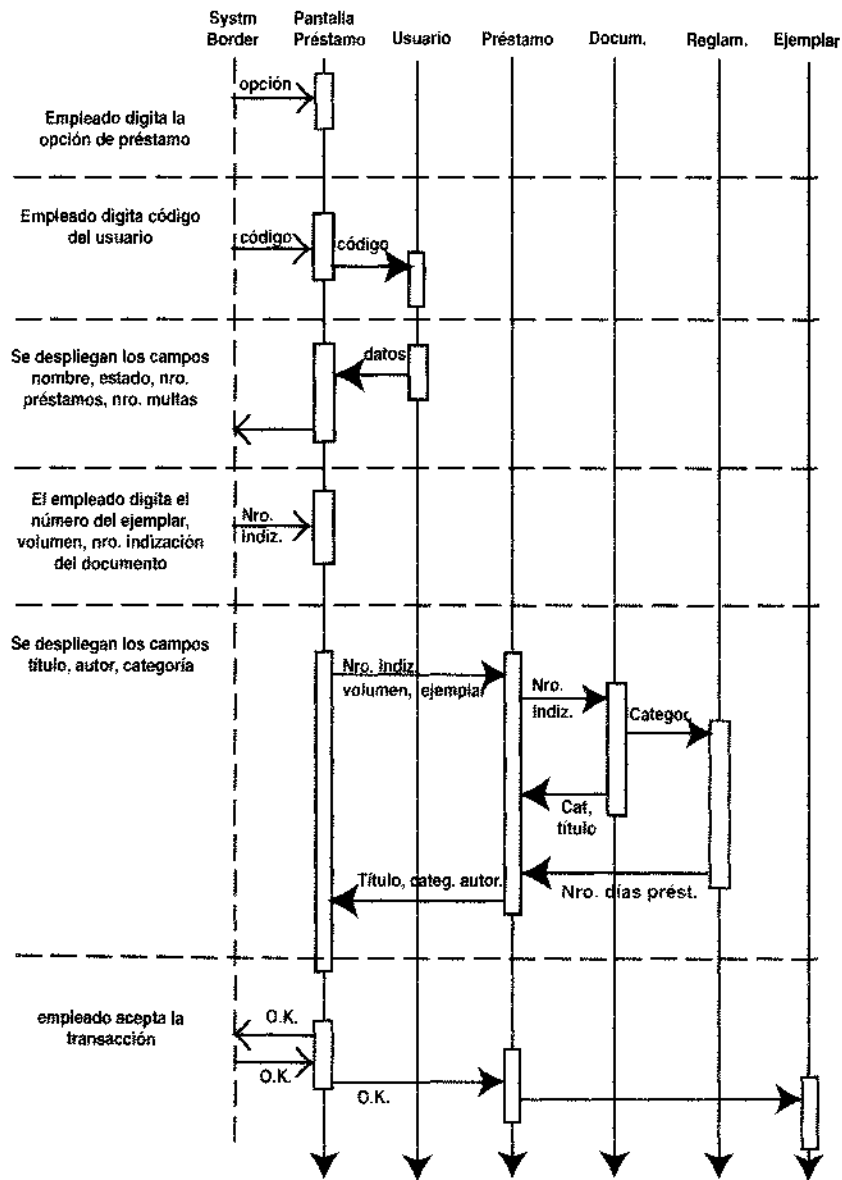 Systm Pantalla
Border Préstamo Usuario Préstamo Docum. Reglam. Ejemplar
opción
Empleado digita la
opción de préstamo
Empleado digita código
del usuario
código
código
Se despliegan los campos
nombre, estado, nro.
préstamos, nro. multas
datos
El empleado digita el
número del ejemplar,
volumen, nro. indización
del documento
Nro.
indiz.
Se despliegan los campos
título, autor, categoría
Nro. indiz.
volumen, ejemplar
Nro.
indiz.
Categor.
Cat,
título
Título, categ. autor.
Nro. días prést.
empleado acepta la
transacción
O.K.
O.K.
O.K.